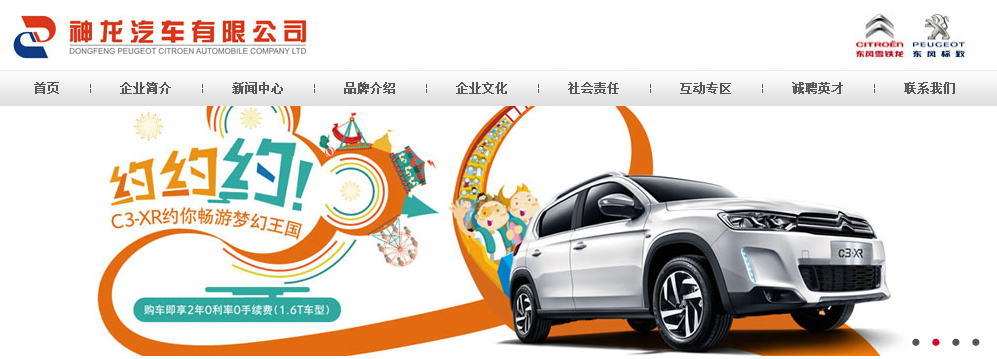 神龙汽车有限公司
DONGFENG PEUGEOT CITROEN AUTOMOBILE COMPANY LTD
CITROËN
东风雪铁龙
PEUGEOT
东风标致
首页 企业简介 新闻中心 品牌介绍 企业文化 社会责任 互动专区 诚聘英才 联系我们
约约约!
C3-XR约你畅游梦幻王国
购车即享2年0利率0手续费(1.6T车型)
C3-XR